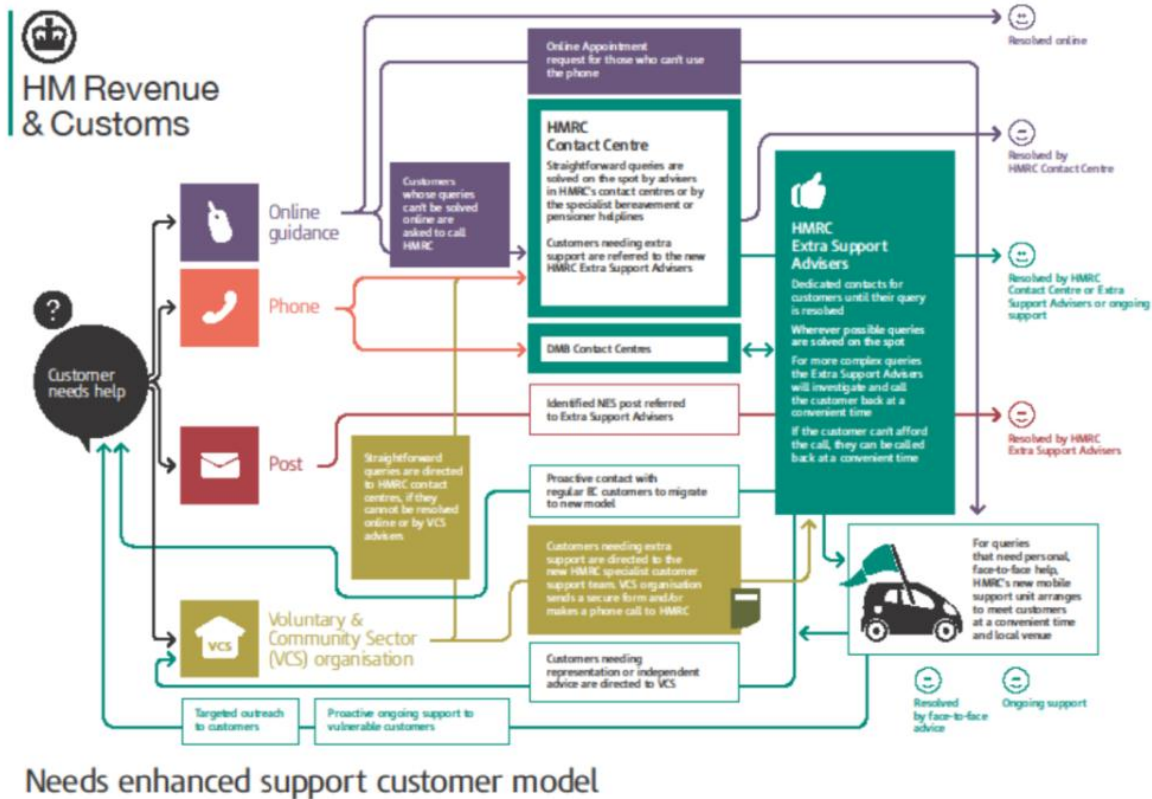 HM Revenue
& Customs
Resolved online
Online Appointment
request for those who can't use
the phone
HMRC
Contact Centre
Straightforward queries are
solved on the spot by advisers
in HMRC's contact centres or by
the specialist bereavement or
pensioner helplines
Customers needing extra
support are referred to the new
HMRC Extra Support Advisers
Resolved by
HMRC Contact Centre
Customers
whose queries
can't be solved
online are
asked to call
HMRC
Online
guidance
HMRC
Extra Support
Advisers
Dedicated contacts for
customers until their query
is resolved
Wherever possible queries
are solved on the spot
For more complex queries
the Extra Support Advisers
will investigate and call
the customer back at a
convenient time
If the customer can't afford
the call, they can be called
back at a convenient time
Resolved by HMRC
Contact Centre or Extra
Support Advisers or ongoing
support
?
Phone
Customer
needs help
DMB Contact Centres
Identified NES post referred
to Extra Support Advisers
Resolved by HMRC
Extra Support Advisers
Post
Straightforward
queries are directed
to HMRC contact
centres, if they
cannot be resolved
online or by VCS
advisers
Proactive contact with
regular EC customers to migrate
to new model
Customers needing extra
support are directed to the
new HMRC specialist customer
support team. VCS organisation
sends a secure form and/or
makes a phone call to HMRC
For queries
that need personal,
face-to-face help,
HMRC's new mobile
support unit arranges
to meet customers
at a convenient time
and local venue
VCS
Voluntary &
Community Sector
(VCS) organisation
Customers needing
representation or independent
advice are directed to VCS
Resolved
by face-to-face
advice
Ongoing support
Targeted outreach
to customers
Proactive ongoing support to
vulnerable customers
Needs enhanced support customer model